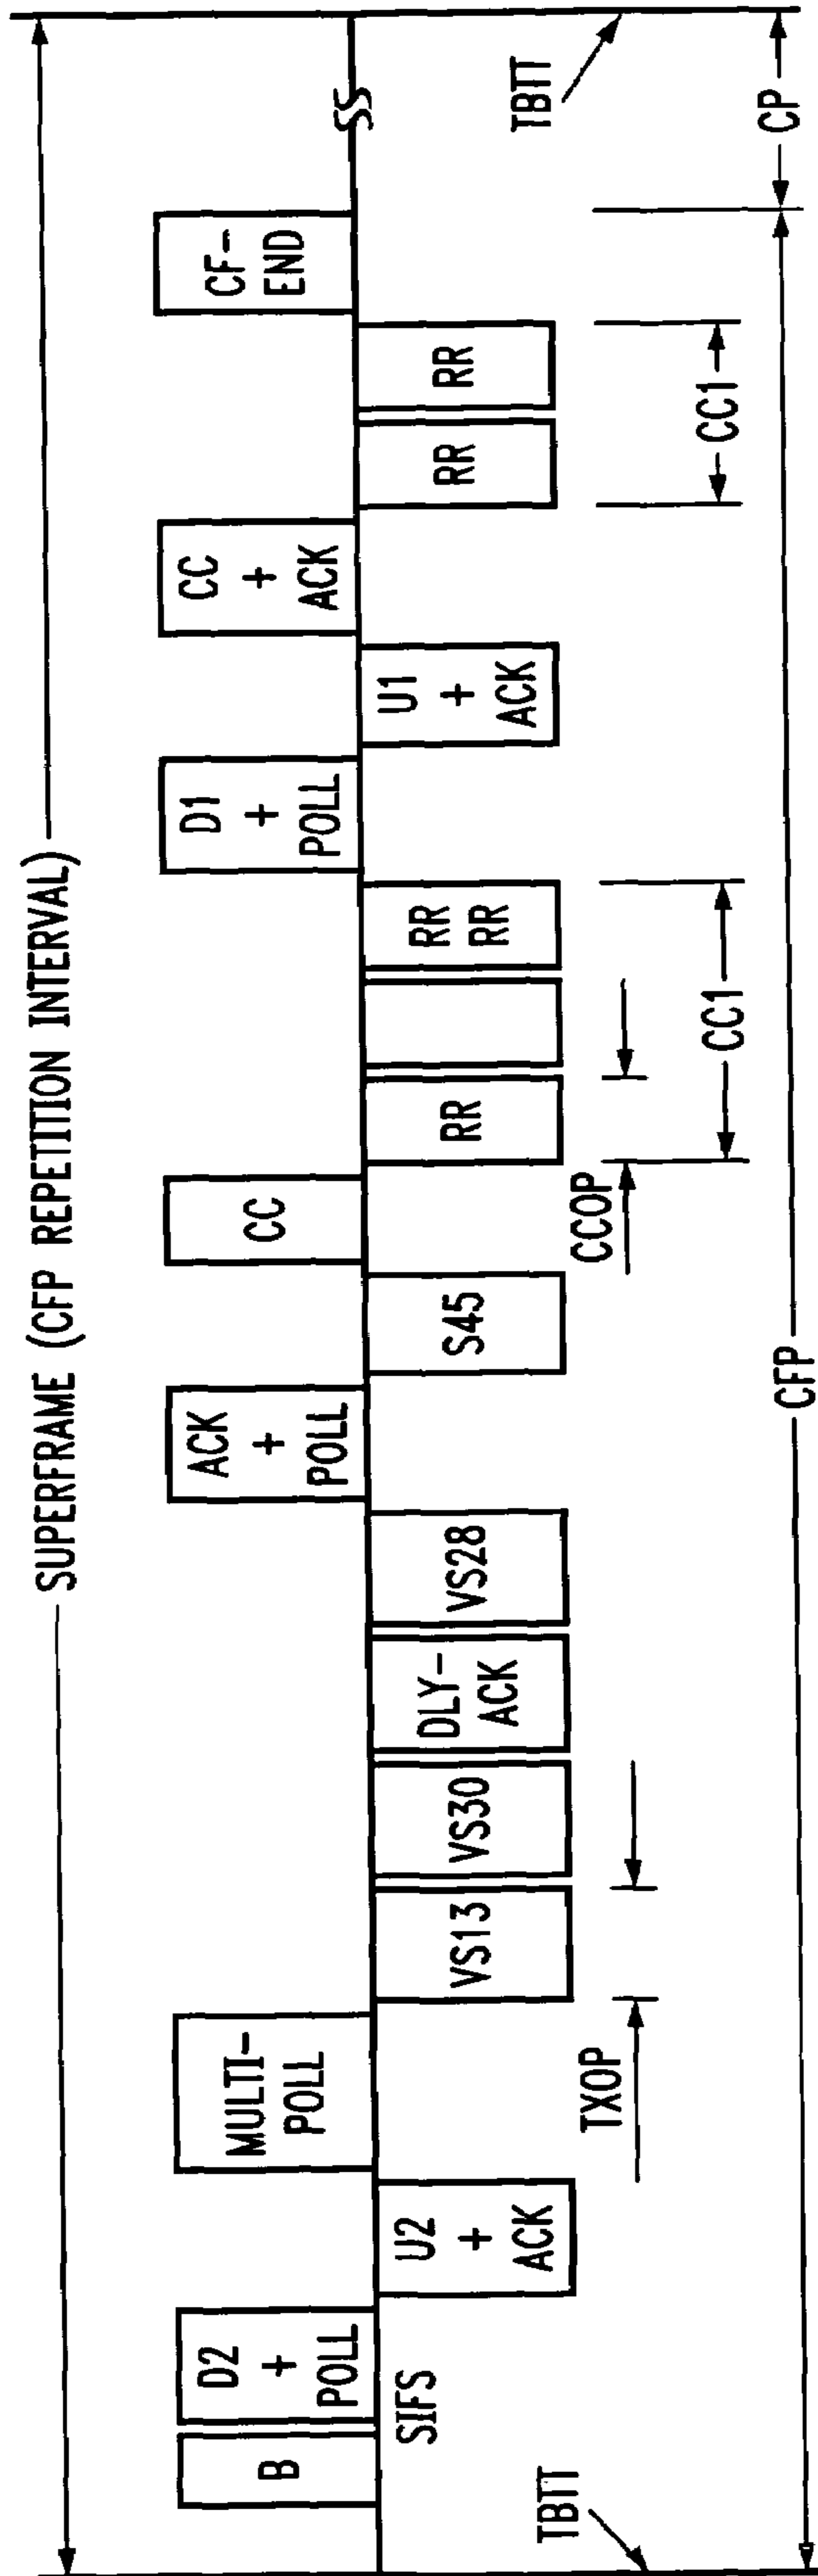 SUPERFRAME (CFP REPETITION INTERVAL)
B
D2
+
POLL
SIFS
U2
+
ACK
MULTI-
POLL
VS13
VS30
DLY-
ACK
VS28
ACK
+
POLL
S45
CC
RR
RR
RR
D1
+
POLL
U1
+
ACK
CC
+
ACK
RR
RR
CF-
END
SS
TXOP
CCOP
CC1
CC1
TBTT
TBTT
CFP
CP